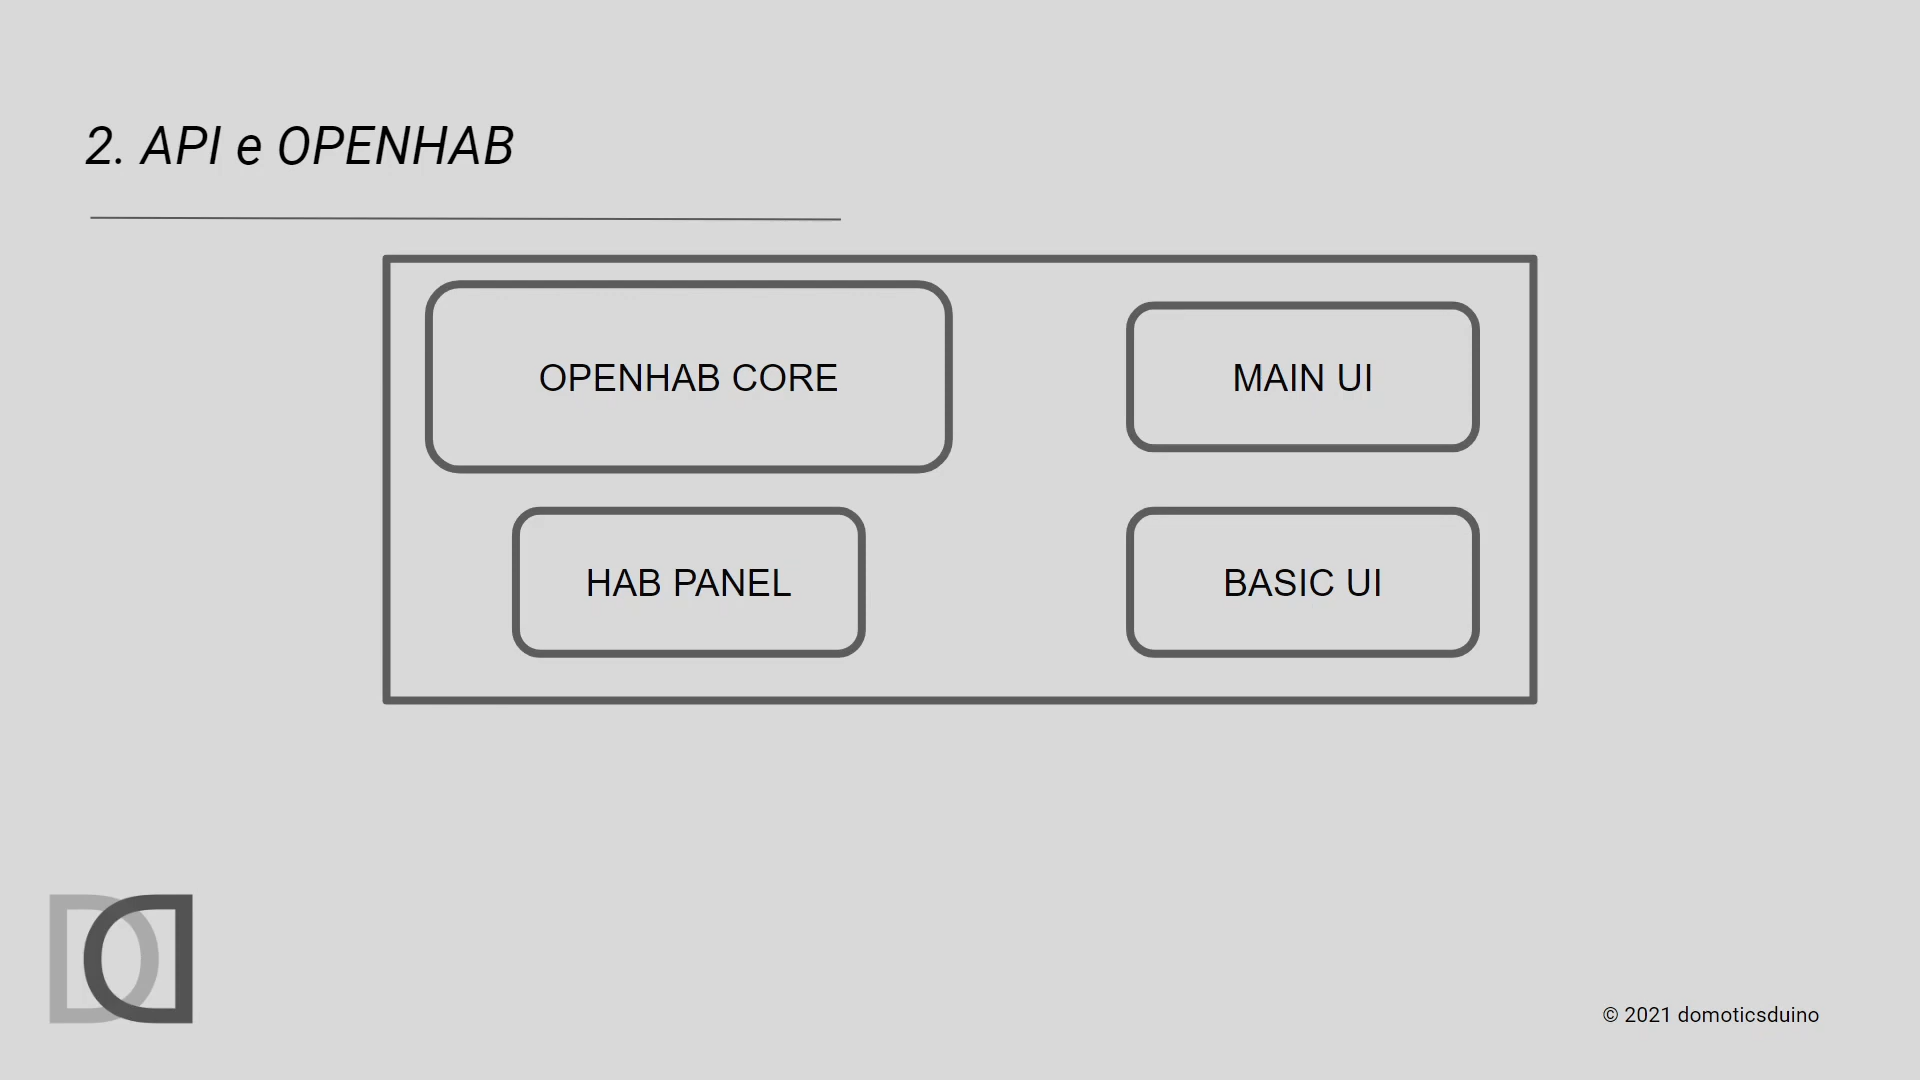 2. API e OPENHAB
OPENHAB CORE
MAIN UI
HAB PANEL
BASIC UI
© 2021 domoticsduino